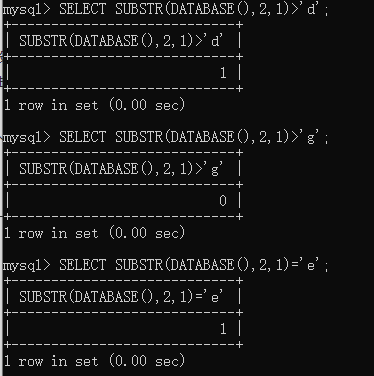 mysql> SELECT SUBSTR(DATABASE(),2,1)>'d';
+----------------------------+
| SUBSTR(DATABASE(),2,1)>'d' |
+----------------------------+
|                          1 |
+----------------------------+
1 row in set (0.00 sec)
mysql> SELECT SUBSTR(DATABASE(),2,1)>'g';
+----------------------------+
| SUBSTR(DATABASE(),2,1)>'g' |
+----------------------------+
|                          0 |
+----------------------------+
1 row in set (0.00 sec)
mysql> SELECT SUBSTR(DATABASE(),2,1)='e';
+----------------------------+
| SUBSTR(DATABASE(),2,1)='e' |
+----------------------------+
|                          1 |
+----------------------------+
1 row in set (0.00 sec)